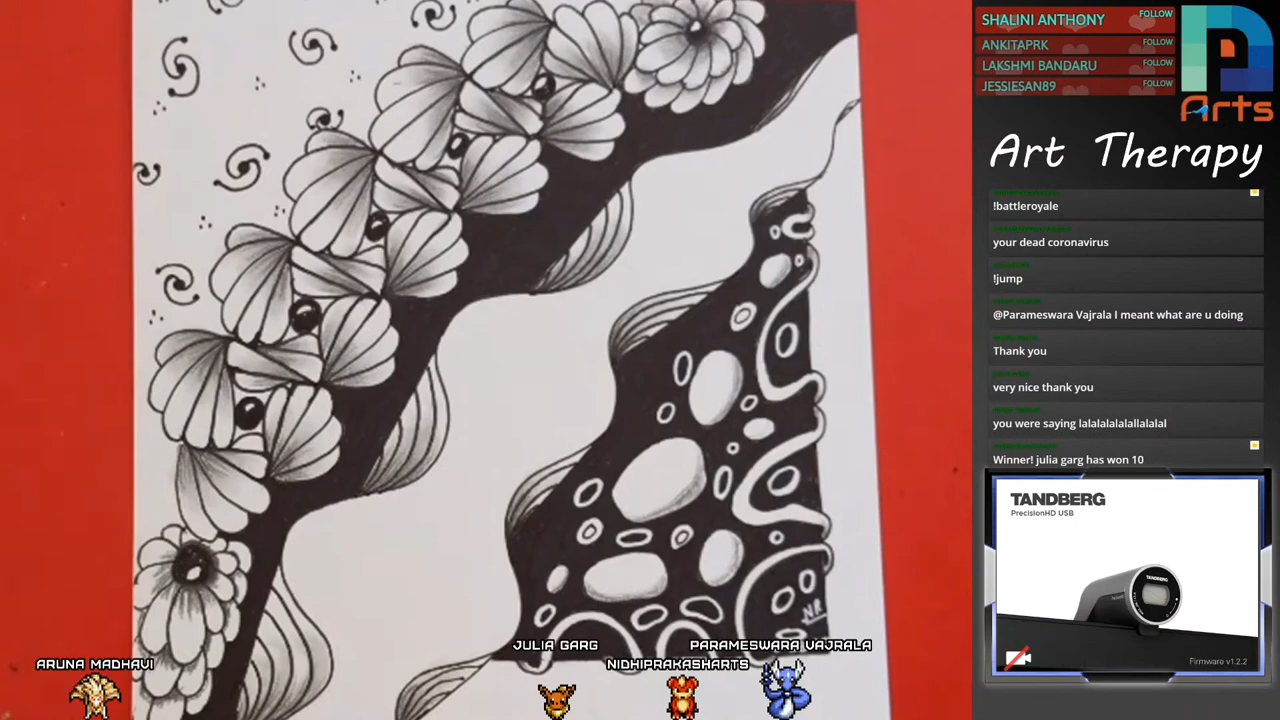 SHALINI ANTHONY FOLLOW
ANKITAPRK FOLLOW
LAKSHMI BANDARU FOLLOW
JESSIESAN89 FOLLOW
Arts
Art Therapy
!battleroyale
your dead coronavirus
!jump
@Parameswara Vajrala I meant what are u doing
Thank you
very nice thank you
you were saying lalalalalallalalal
Winner! julia garg has won 10
TANDBERG
PrecisionHD USB
TANDBERG
Firmware v1.2.2
NR
ARUNA MADHAVI
JULIA GARG
NIDHIPRAKASHARTS
PARAMESWARA VAJRALA